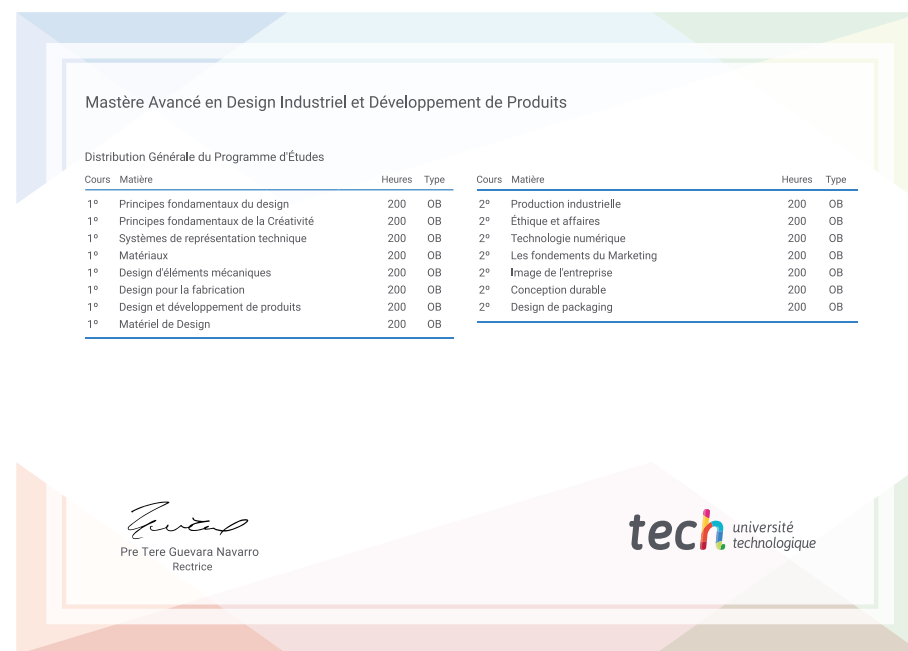 Mastère Avancé en Design Industriel et Développement de Produits
Distribution Générale du Programme d'Études
Cours Matière Heures Type
1º Principes fondamentaux du design 200 OB
1º Principes fondamentaux de la Créativité 200 OB
1º Systèmes de représentation technique 200 OB
1º Matériaux 200 OB
1º Design d'éléments mécaniques 200 OB
1º Design pour la fabrication 200 OB
1º Design et développement de produits 200 OB
1º Matériel de Design 200 OB
Cours Matière Heures Type
2º Production industrielle 200 OB
2º Éthique et affaires 200 OB
2º Technologie numérique 200 OB
2º Les fondements du Marketing 200 OB
2º Image de l'entreprise 200 OB
2º Conception durable 200 OB
2º Design de packaging 200 OB
Pre Tere Guevara Navarro
Rectrice
tech université
technologique